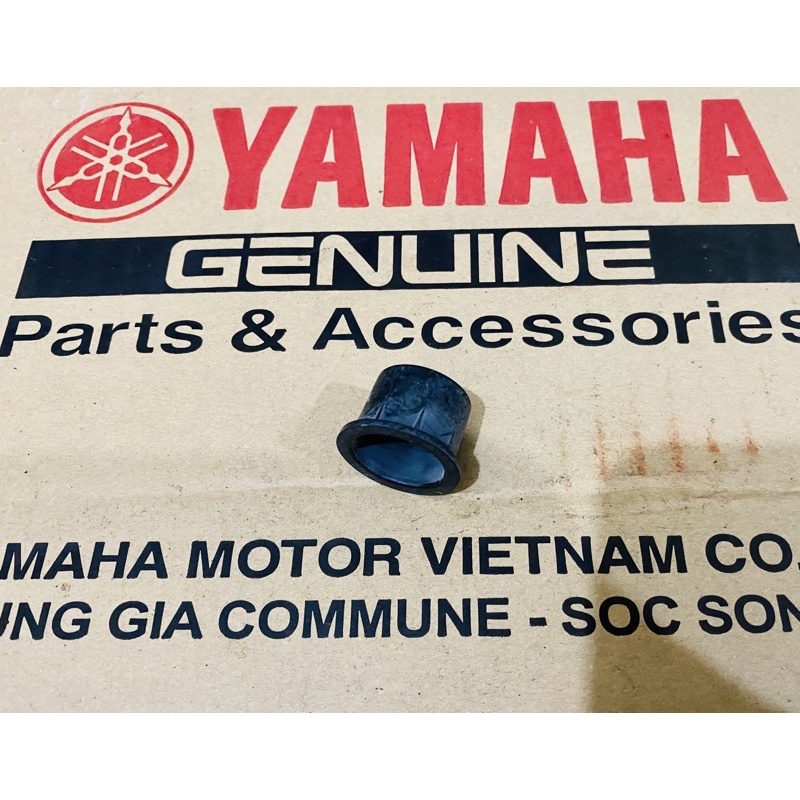 YAMAHA
GENUINE
Parts & Accessories
AMAHA MOTOR VIETNAM CO.
UNG GIA COMMUNE - SOC SON